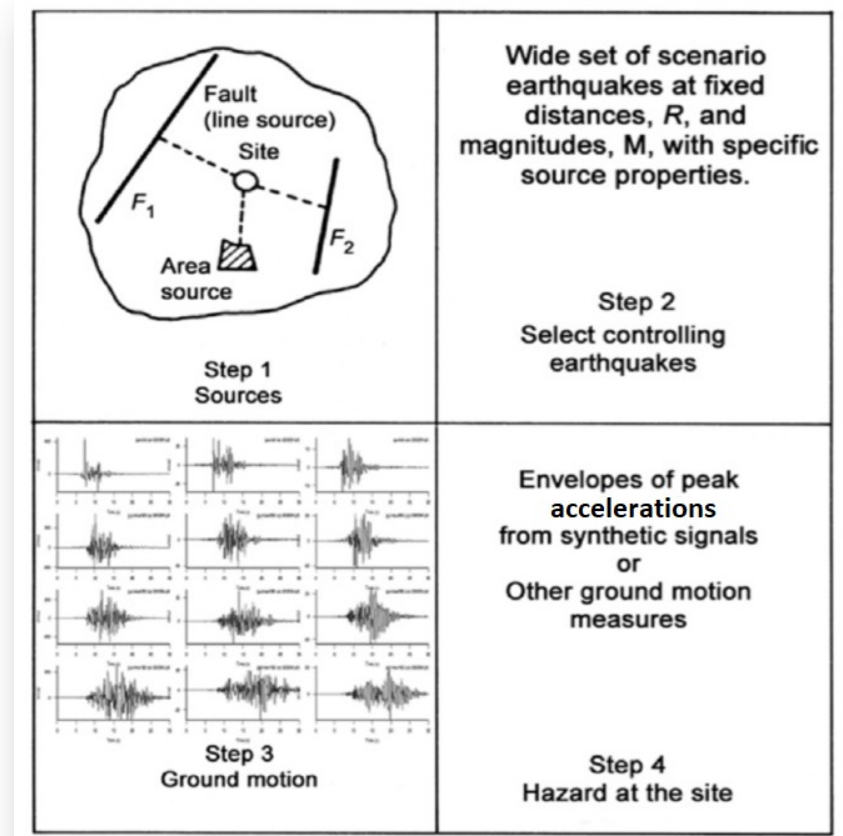 Fault
(line source)
Site
F1
F2
Area
source
Step 1
Sources
Wide set of scenario
earthquakes at fixed
distances, R, and
magnitudes, M, with specific
source properties.
Step 2
Select controlling
earthquakes
Step 3
Ground motion
Envelopes of peak
accelerations
from synthetic signals
or
Other ground motion
measures
Step 4
Hazard at the site